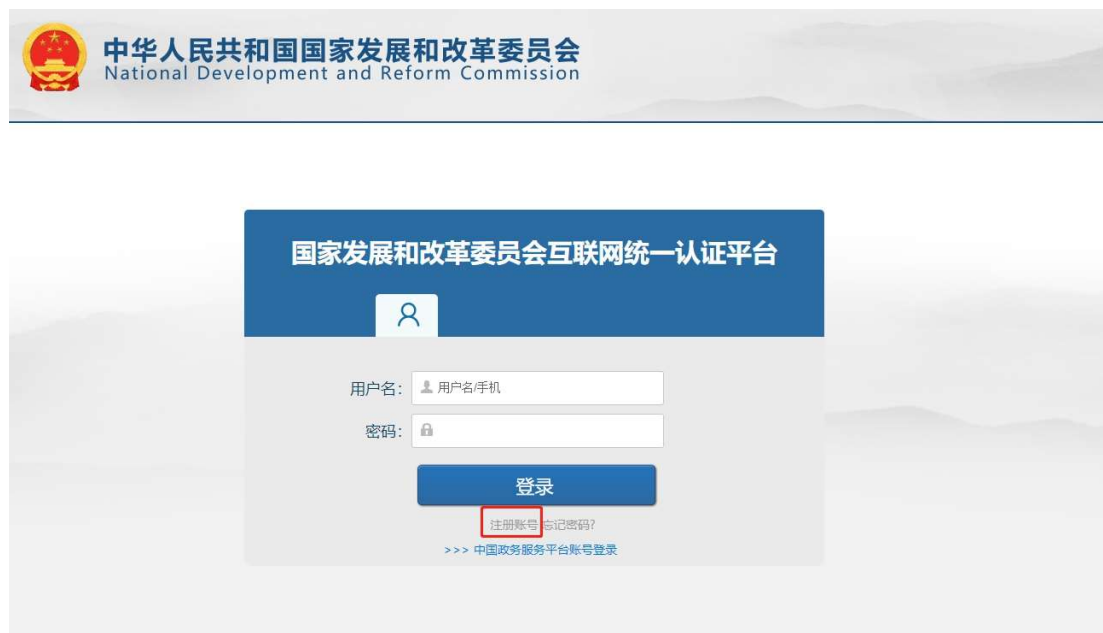 中华人民共和国国家发展和改革委员会
National Development and Reform Commission
国家发展和改革委员会互联网统一认证平台
用户名: 用户名/手机
密码:
登录
注册账号 忘记密码?
>>> 中国政务服务平台账号登录